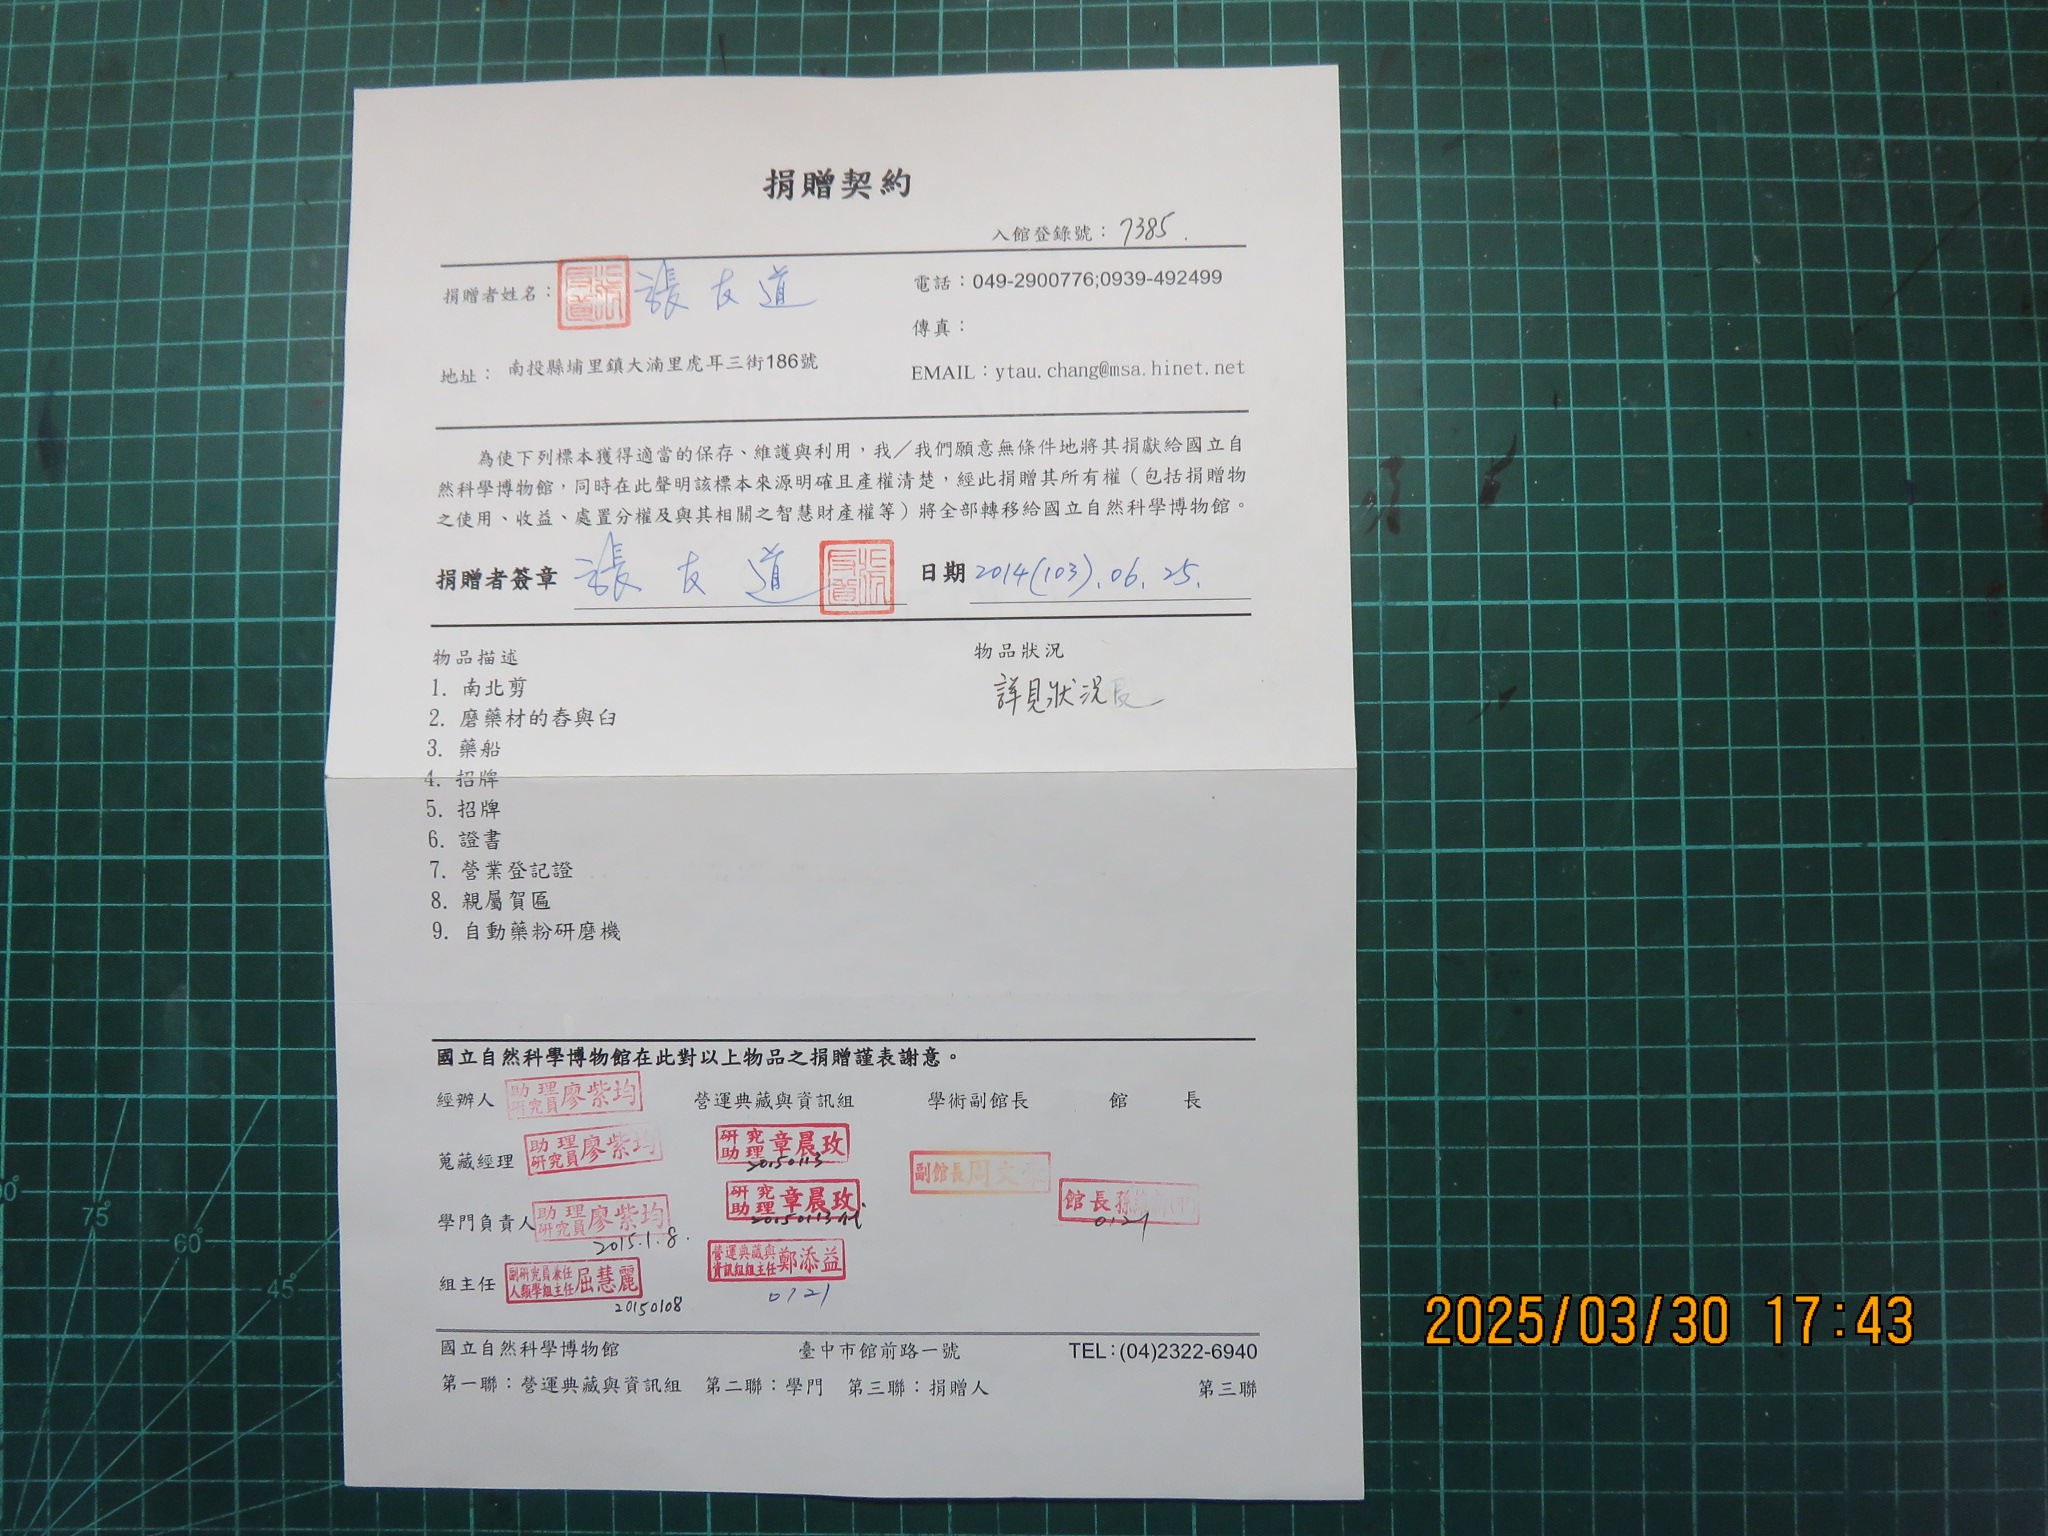 捐贈契約
入館登錄號：7385.
捐贈者姓名： 張友道
電話：049-2900776;0939-492499
傳真：
地址： 南投縣埔里鎮大湳里虎耳三街186號
EMAIL：ytau.chang@msa.hinet.net
為使下列標本獲得適當的保存、維護與利用，我／我們願意無條件地將其捐獻給國立自
然科學博物館，同時在此聲明該標本來源明確且產權清楚，經此捐贈其所有權（包括捐贈物
之使用、收益、處置分權及與其相關之智慧財產權等）將全部轉移給國立自然科學博物館。
捐贈者簽章 張友道 日期 2014(103).06.25.
物品描述 物品狀況
1. 南北剪 詳見狀況
2. 磨藥材的舂與臼
3. 藥船
4. 招牌
5. 招牌
6. 證書
7. 營業登記證
8. 親屬賀匾
9. 自動藥粉研磨機
國立自然科學博物館在此對以上物品之捐贈謹表謝意。
經辦人 助理研究員廖紫均 營運典藏與資訊組 學術副館長 館 長
蒐藏經理 助理研究員廖紫均 研究助理章晨玫 20150113
副館長周文
學門負責人 助理研究員廖紫均 2015.1.8. 研究助理章晨玫 20150113
館長孫 0121
組主任 副研究員兼任人類學組主任屈慧麗 20150108 營運典藏與資訊組組主任鄭添益 0121
國立自然科學博物館 臺中市館前路一號 TEL：(04)2322-6940
第一聯：營運典藏與資訊組 第二聯：學門 第三聯：捐贈人 第三聯
75°
60
45°
2025/03/30 17:43